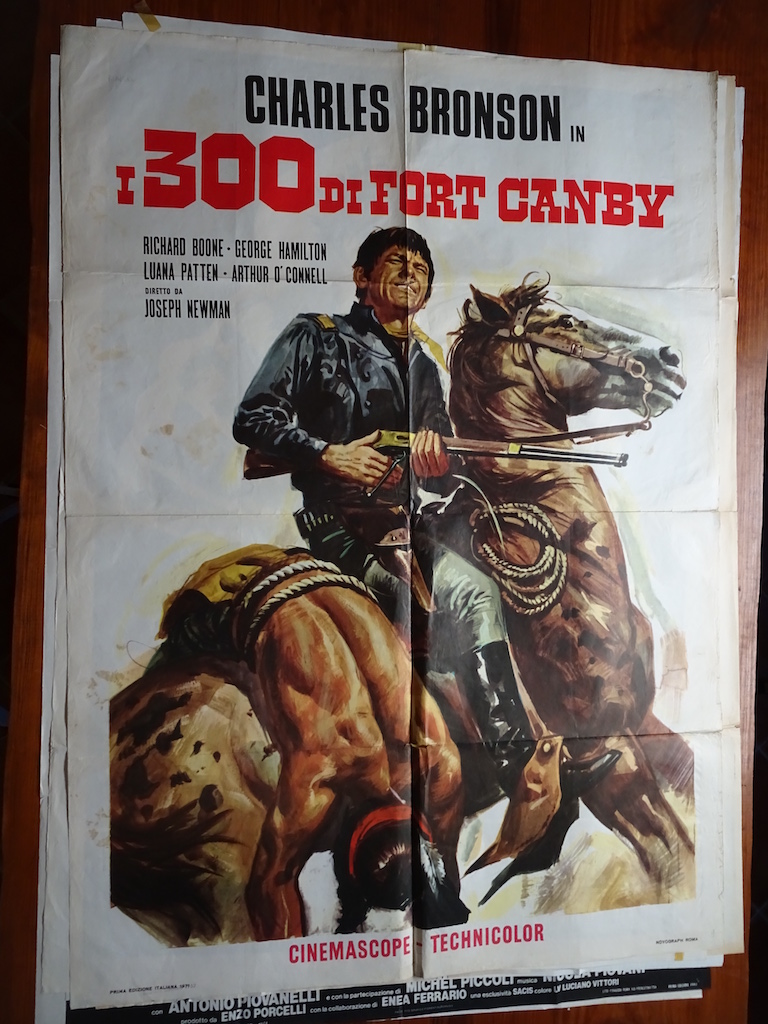 CHARLES BRONSON IN
I 300 DI FORT CANBY
RICHARD BOONE · GEORGE HAMILTON
LUANA PATTEN · ARTHUR O'CONNELL
DIRETTO DA
JOSEPH NEWMAN
CINEMASCOPE - TECHNICOLOR
PRIMA EDIZIONE ITALIANA 1971
NOVOGRAPH ROMA
con ANTONIO PIOVANELLI e con la partecipazione di MICHEL PICCOLI musica NICOLA PIOVANI
prodotto da ENZO PORCELLI con la collaborazione di ENEA FERRARIO una esclusività SACIS colore LUCIANO VITTORI